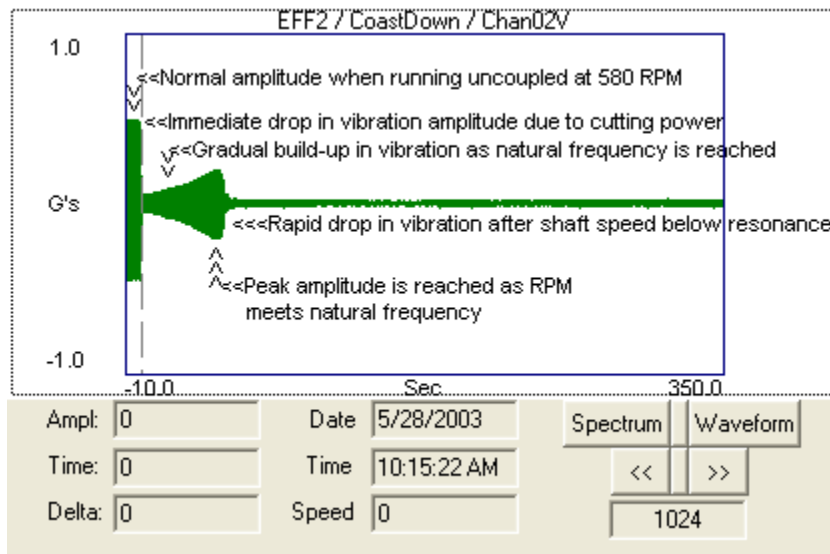 EFF2 / CoastDown / Chan02V
1.0
<<Normal amplitude when running uncoupled at 580 RPM
<<Immediate drop in vibration amplitude due to cutting power
<<Gradual build-up in vibration as natural frequency is reached
G's
<<<Rapid drop in vibration after shaft speed below resonance
<<Peak amplitude is reached as RPM
meets natural frequency
-1.0
-10.0 Sec 350.0
Ampl: 0 Date 5/28/2003 Spectrum Waveform
Time: 0 Time 10:15:22 AM << >>
Delta: 0 Speed 0 1024